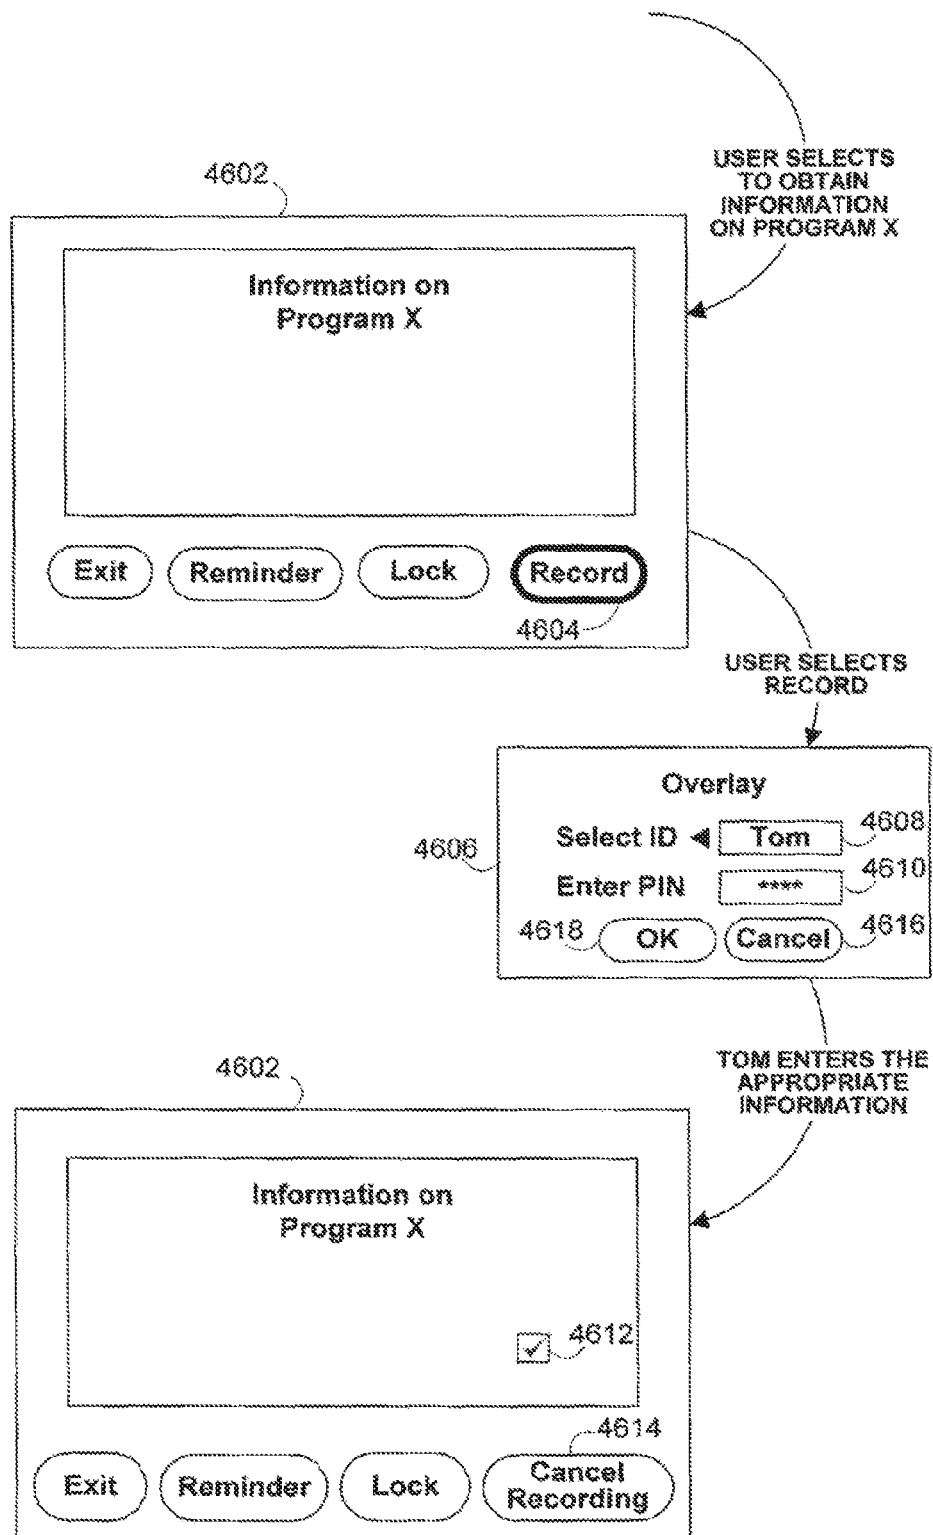 USER SELECTS
TO OBTAIN
INFORMATION
ON PROGRAM X
4602
Information on
Program X
Exit
Reminder
Lock
Record
4604
USER SELECTS
RECORD
Overlay
4606
Select ID
Tom
4608
Enter PIN
****
4610
4618
OK
Cancel
4616
TOM ENTERS THE
APPROPRIATE
INFORMATION
4602
Information on
Program X
4612
4614
Exit
Reminder
Lock
Cancel
Recording